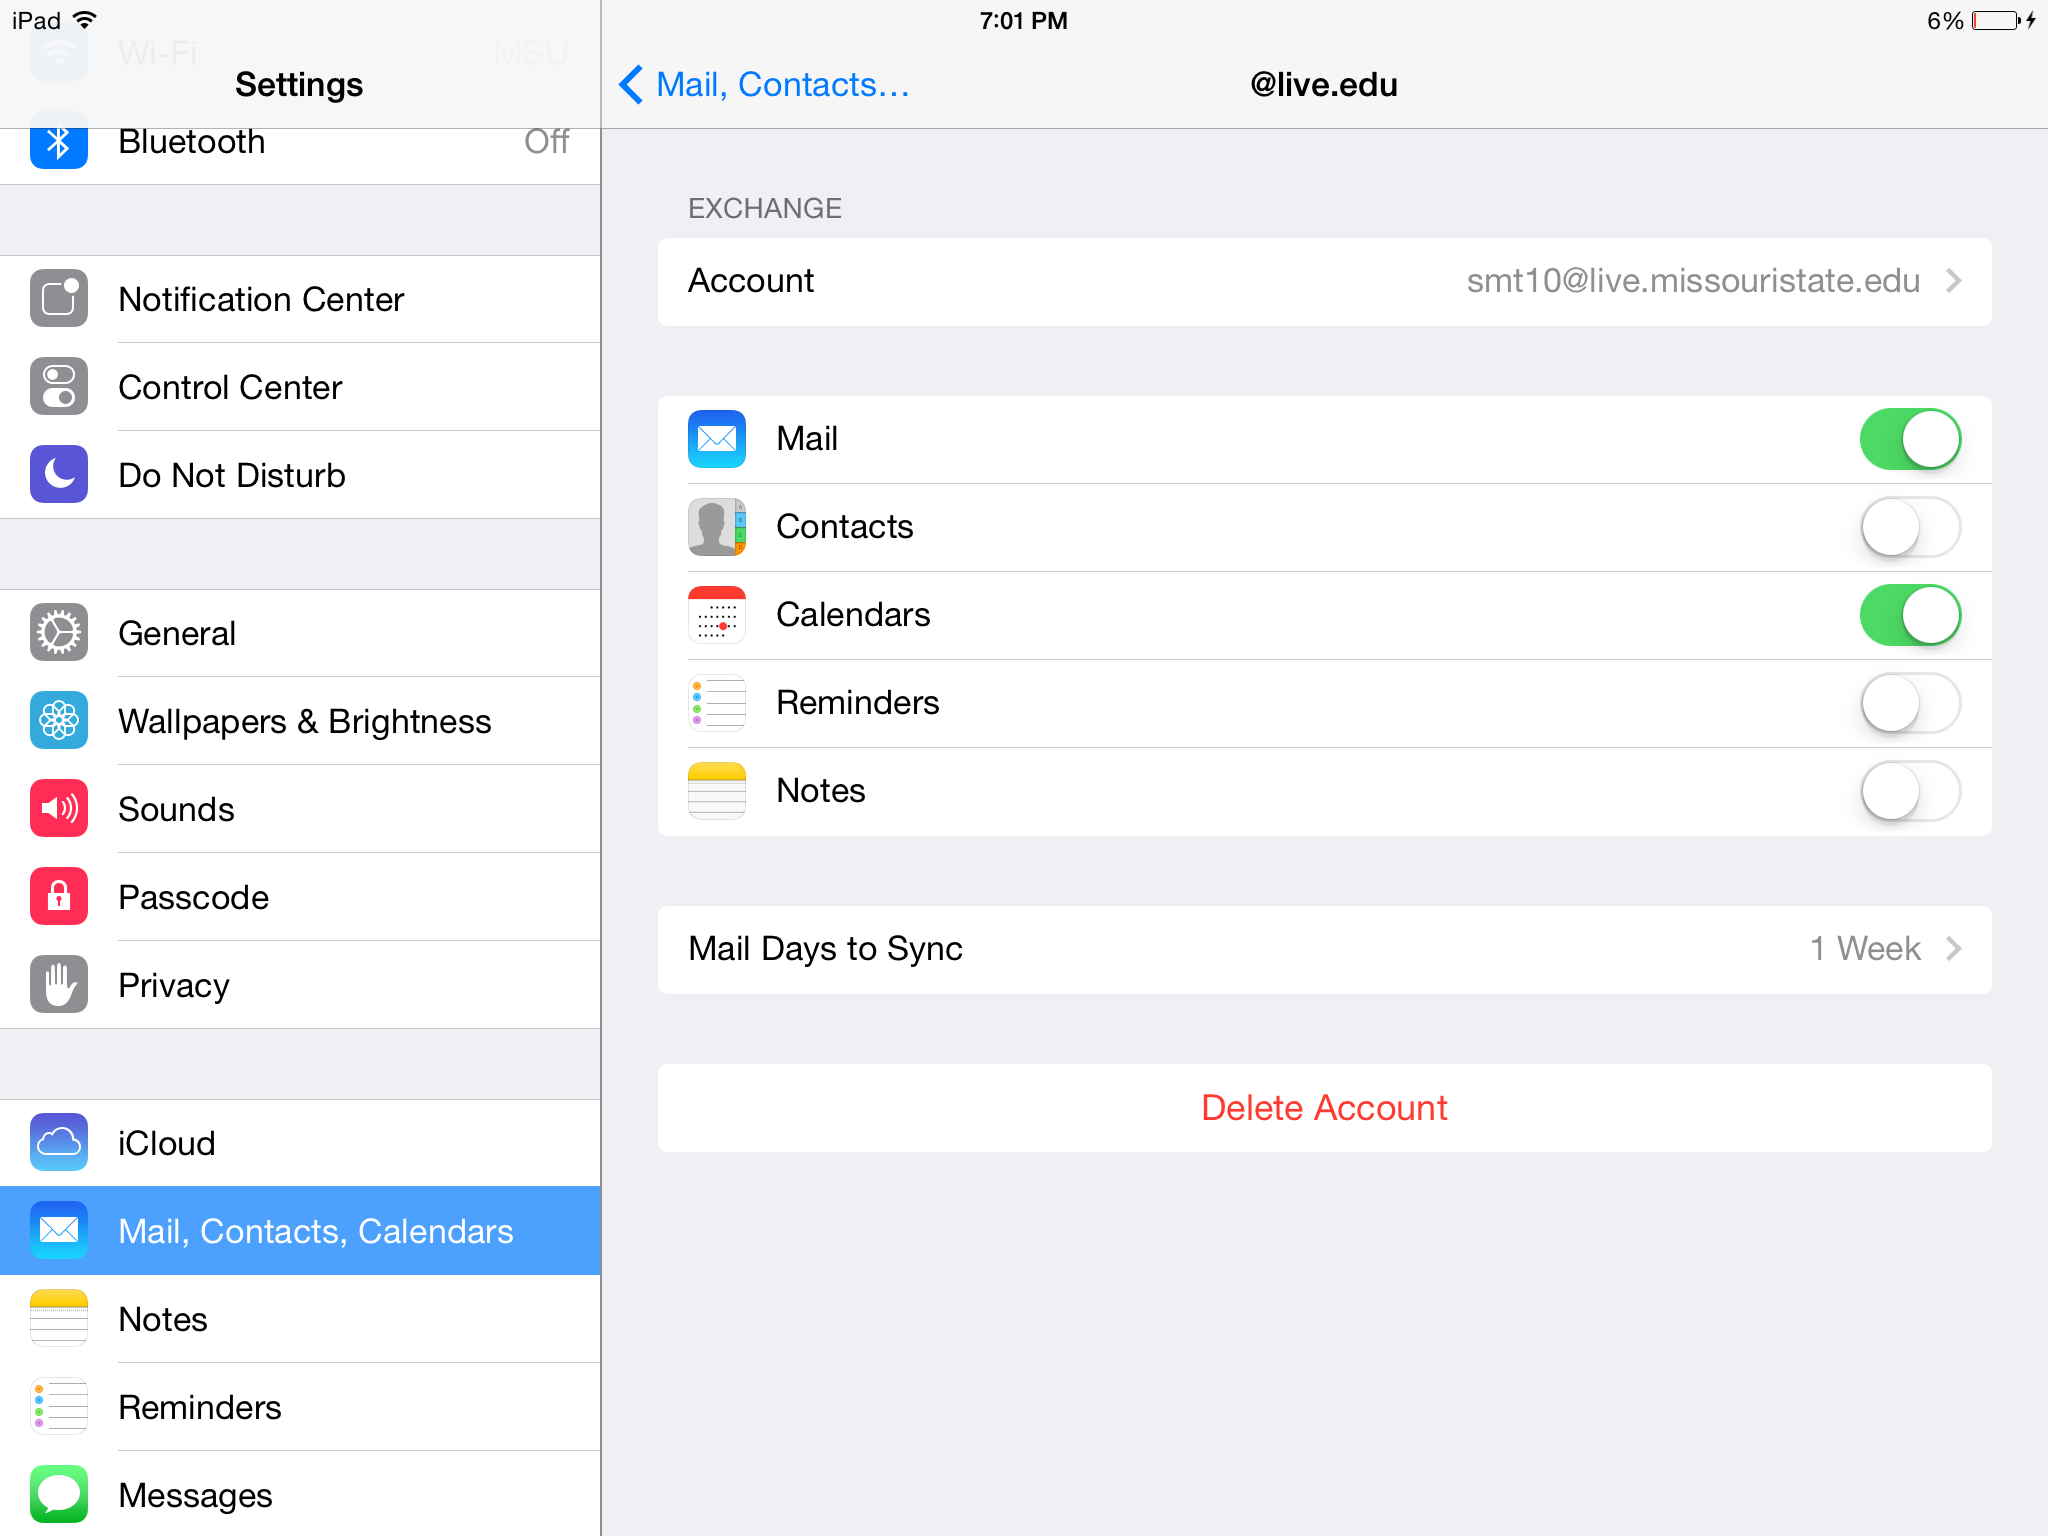 iPad
7:01 PM
6%
Wi-Fi MSU
Settings
Bluetooth Off
Notification Center
Control Center
Do Not Disturb
General
Wallpapers & Brightness
Sounds
Passcode
Privacy
iCloud
Mail, Contacts, Calendars
Notes
Reminders
Messages
Mail, Contacts...
@live.edu
EXCHANGE
Account smt10@live.missouristate.edu
Mail
Contacts
Calendars
Reminders
Notes
Mail Days to Sync 1 Week
Delete Account